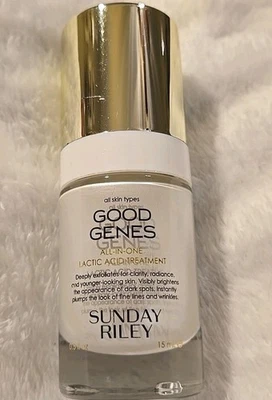 all skin types
GOOD
GENES
ALL-IN-ONE
LACTIC ACID TREATMENT
Deeply exfoliates for clarity, radiance,
and younger-looking skin. Visibly brightens
the appearance of dark spots. Instantly
plumps the look of fine lines and wrinkles.
SUNDAY
RILEY